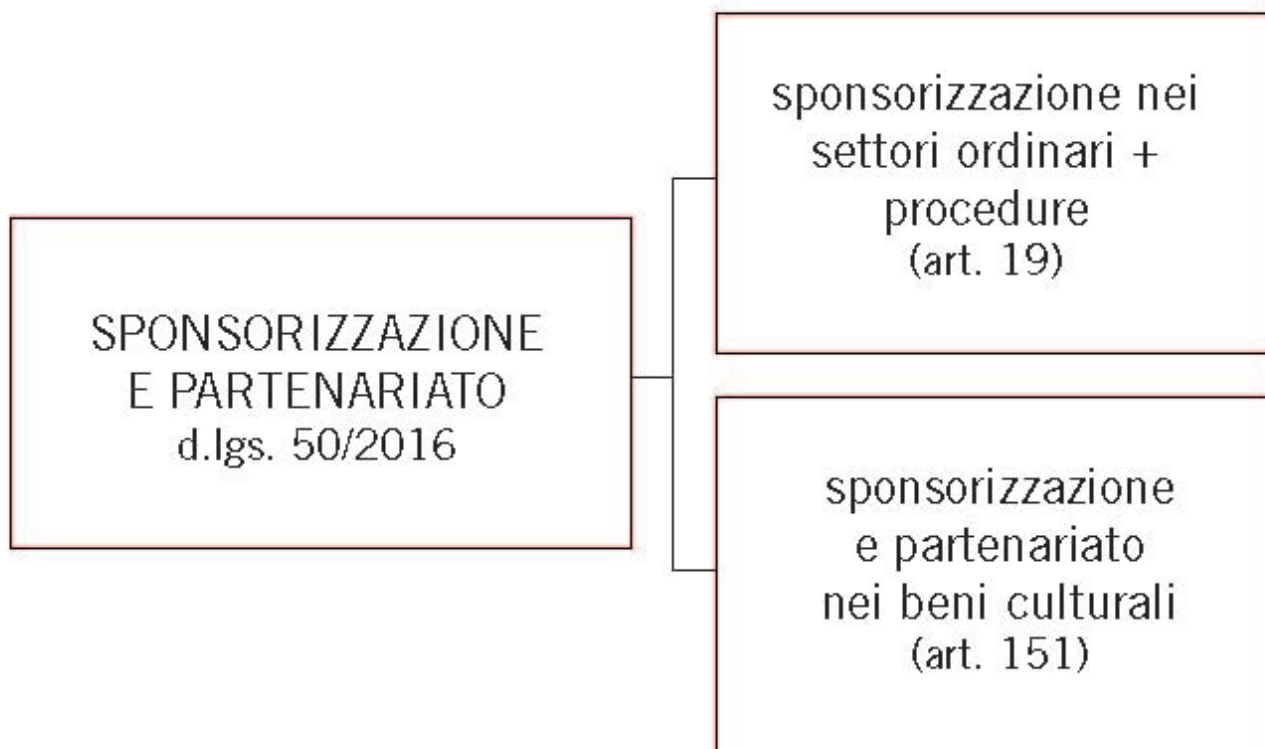 SPONSORIZZAZIONE
E PARTENARIATO
d.lgs. 50/2016
sponsorizzazione nei
settori ordinari +
procedure
(art. 19)
sponsorizzazione
e partenariato
nei beni culturali
(art. 151)